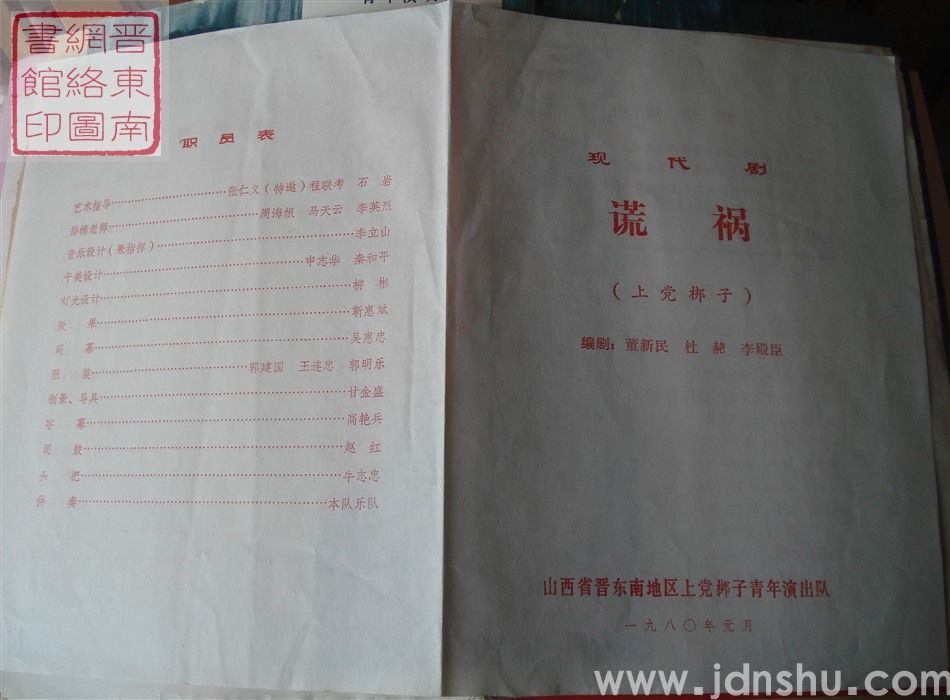 晋东南
網絡圖
書館印
职员表
艺术指导……张仁义(特邀)程联考 石岩
排练老师……周海根 马天云 李英烈
音乐设计(兼指挥)……李立山
午美设计……申志华 秦和平
灯光设计……柳彬
效果……靳惠斌
司幕……吴惠忠
服装……郭建国 王连忠 郭明乐
制景、导具……甘金盛
字幕……高艳兵
司鼓……赵红
头把……牛志忠
伴奏……本队乐队
现代剧
谎祸
(上党梆子)
编剧：董新民 杜赩 李殿臣
山西省晋东南地区上党梆子青年演出队
一九八〇年元月
www.jdnshu.com